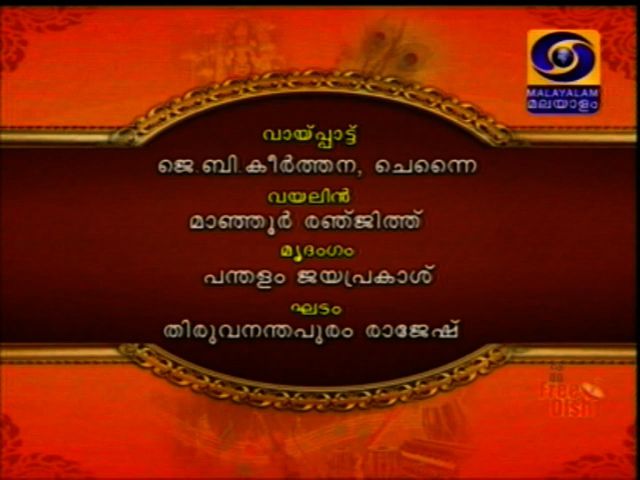 MALAYALAM
മലയാളം
വായ്പ്പാട്ട്
ജെ.ബി.കീർത്തന, ചെന്നൈ
വയലിൻ
മാഞ്ഞൂർ രഞ്ജിത്ത്
മൃദംഗം
പന്തളം ജയപ്രകാശ്
ഘടം
തിരുവനന്തപുരം രാജേഷ്
Free
Dish